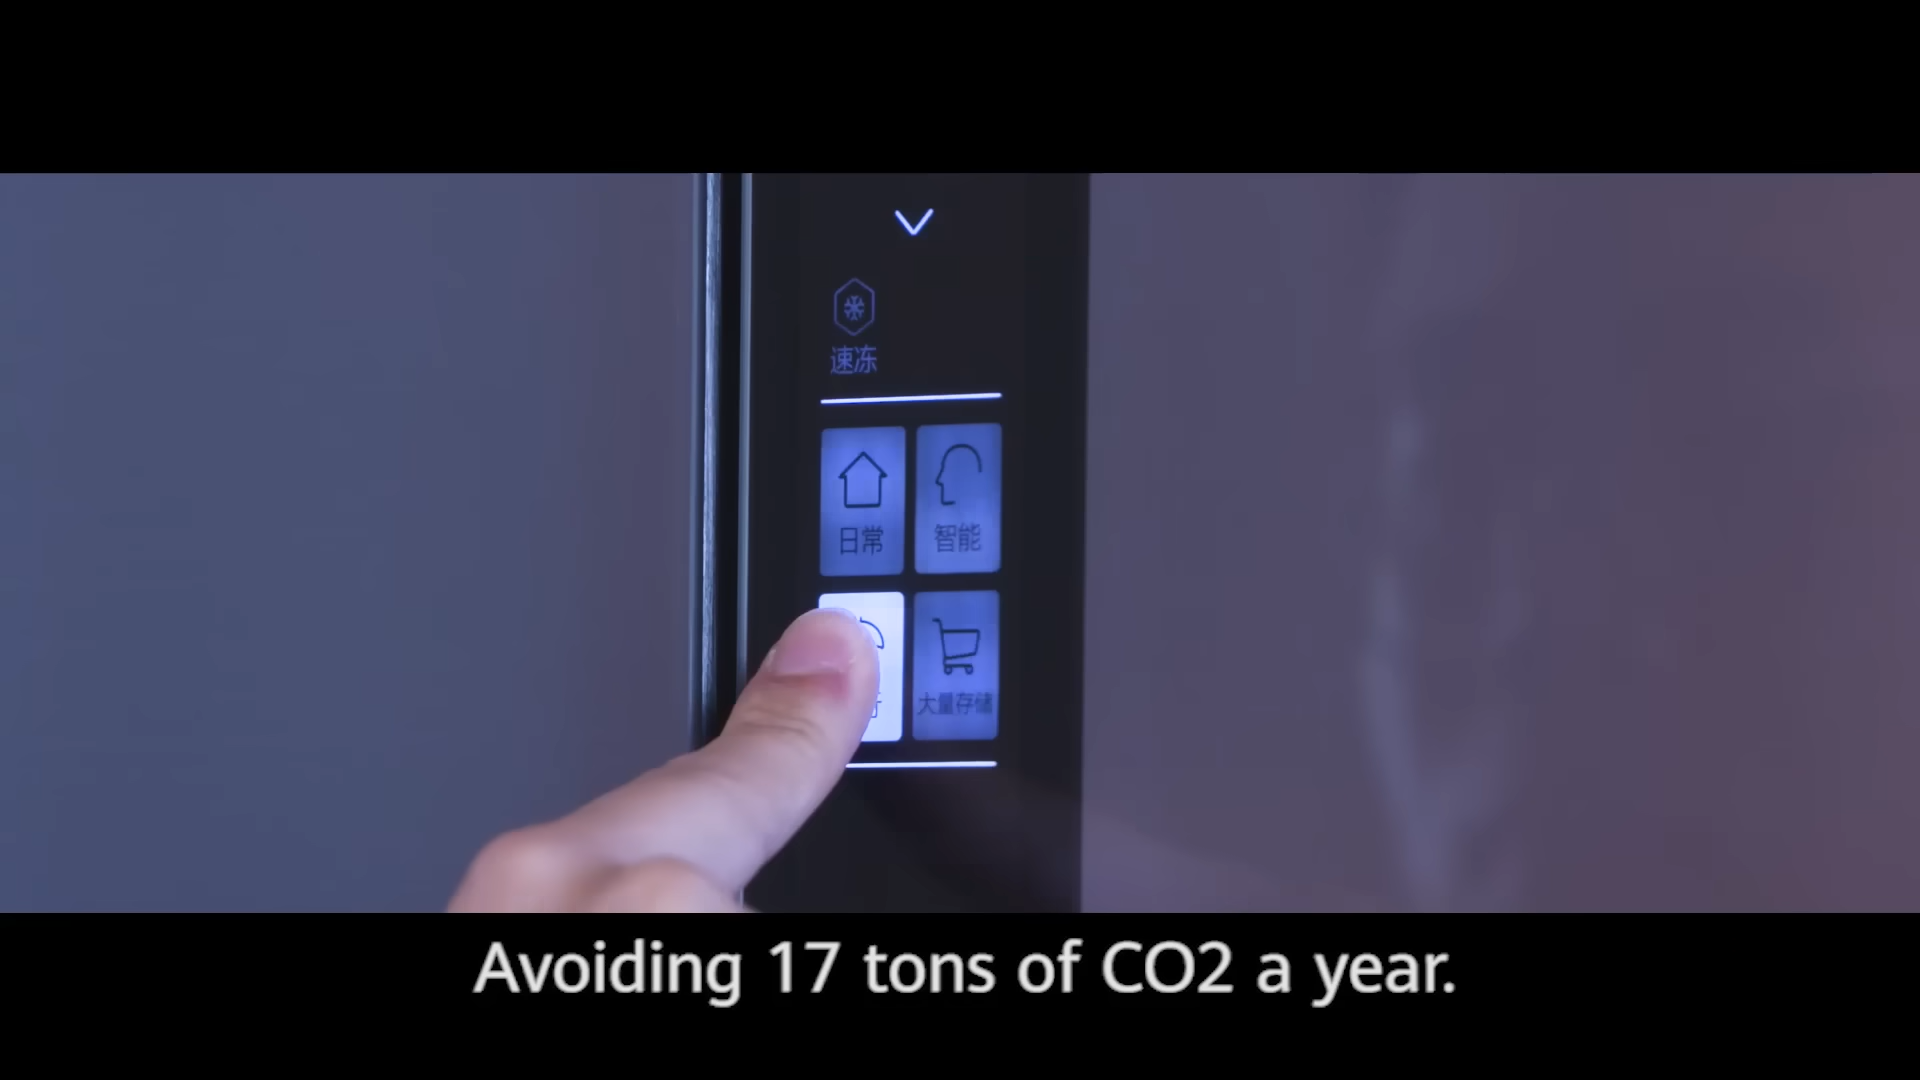 速冻
日常
智能
大量存储
Avoiding 17 tons of CO2 a year.